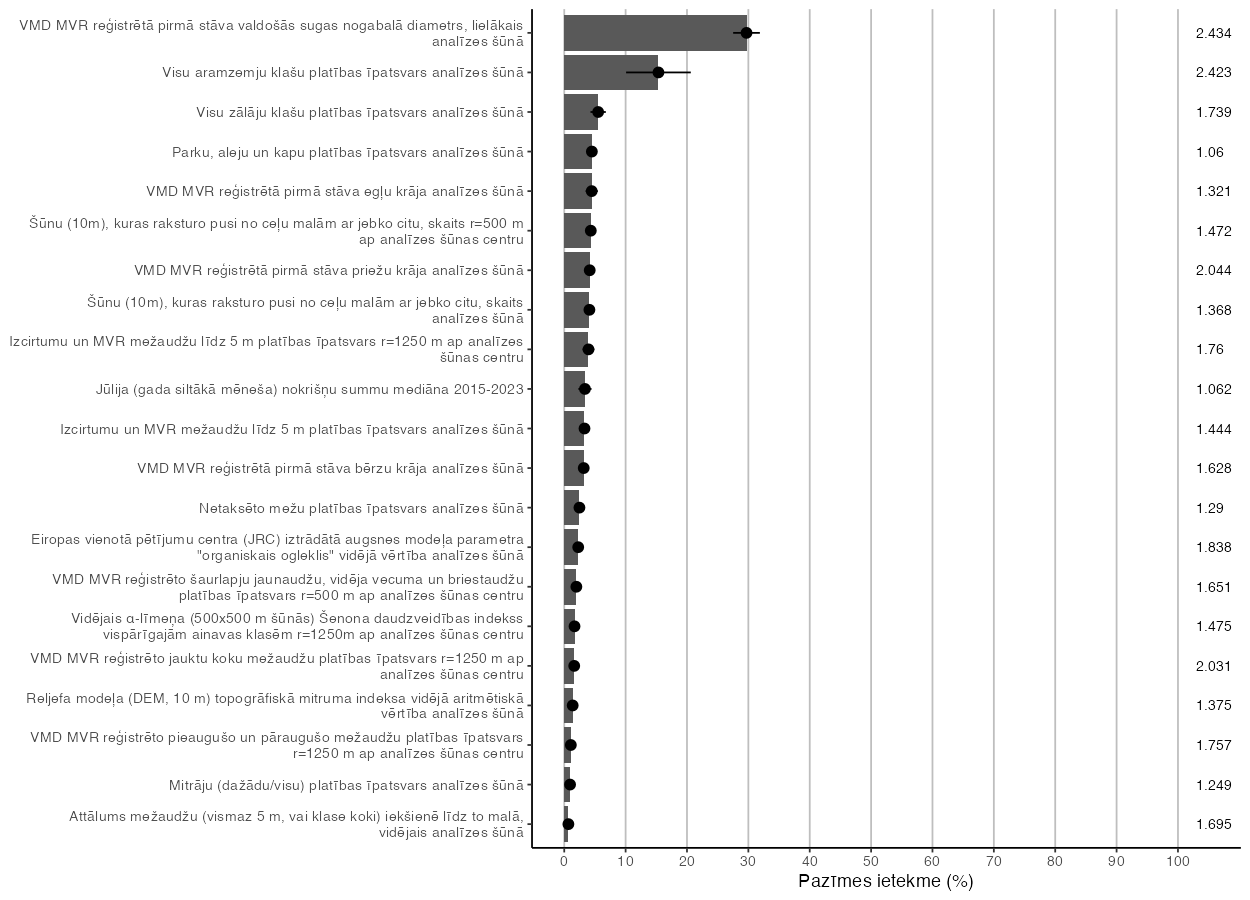 VMD MVR reģistrētā pirmā stāva valdošās sugas nogabalā diametrs, lielākais
analīzes šūnā
2.434
Visu aramzemju klašu platības īpatsvars analīzes šūnā
2.423
Visu zālāju klašu platības īpatsvars analīzes šūnā
1.739
Parku, aleju un kapu platības īpatsvars analīzes šūnā
1.06
VMD MVR reģistrētā pirmā stāva egļu krāja analīzes šūnā
1.321
Šūnu (10m), kuras raksturo pusi no ceļu malām ar jebko citu, skaits r=500 m
ap analīzes šūnas centru
1.472
VMD MVR reģistrētā pirmā stāva priežu krāja analīzes šūnā
2.044
Šūnu (10m), kuras raksturo pusi no ceļu malām ar jebko citu, skaits
analīzes šūnā
1.368
Izcirtumu un MVR mežaudžu līdz 5 m platības īpatsvars r=1250 m ap analīzes
šūnas centru
1.76
Jūlija (gada siltākā mēneša) nokrišņu summu mediāna 2015-2023
1.062
Izcirtumu un MVR mežaudžu līdz 5 m platības īpatsvars analīzes šūnā
1.444
VMD MVR reģistrētā pirmā stāva bērzu krāja analīzes šūnā
1.628
Netaksēto mežu platības īpatsvars analīzes šūnā
1.29
Eiropas vienotā pētījumu centra (JRC) iztrādātā augsnes modeļa parametra
"organiskais ogleklis" vidējā vērtība analīzes šūnā
1.838
VMD MVR reģistrēto šaurlapju jaunaudžu, vidēja vecuma un briestaudžu
platības īpatsvars r=500 m ap analīzes šūnas centru
1.651
Vidējais α-līmeņa (500x500 m šūnās) Šenona daudzveidības indekss
vispārīgajām ainavas klasēm r=1250m ap analīzes šūnas centru
1.475
VMD MVR reģistrēto jauktu koku mežaudžu platības īpatsvars r=1250 m ap
analīzes šūnas centru
2.031
Reljefa modeļa (DEM, 10 m) topogrāfiskā mitruma indeksa vidējā aritmētiskā
vērtība analīzes šūnā
1.375
VMD MVR reģistrēto pieaugušo un pāraugušo mežaudžu platības īpatsvars
r=1250 m ap analīzes šūnas centru
1.757
Mitrāju (dažādu/visu) platības īpatsvars analīzes šūnā
1.249
Attālums mežaudžu (vismaz 5 m, vai klase koki) iekšienē līdz to malā,
vidējais analīzes šūnā
1.695
0 10 20 30 40 50 60 70 80 90 100
Pazīmes ietekme (%)